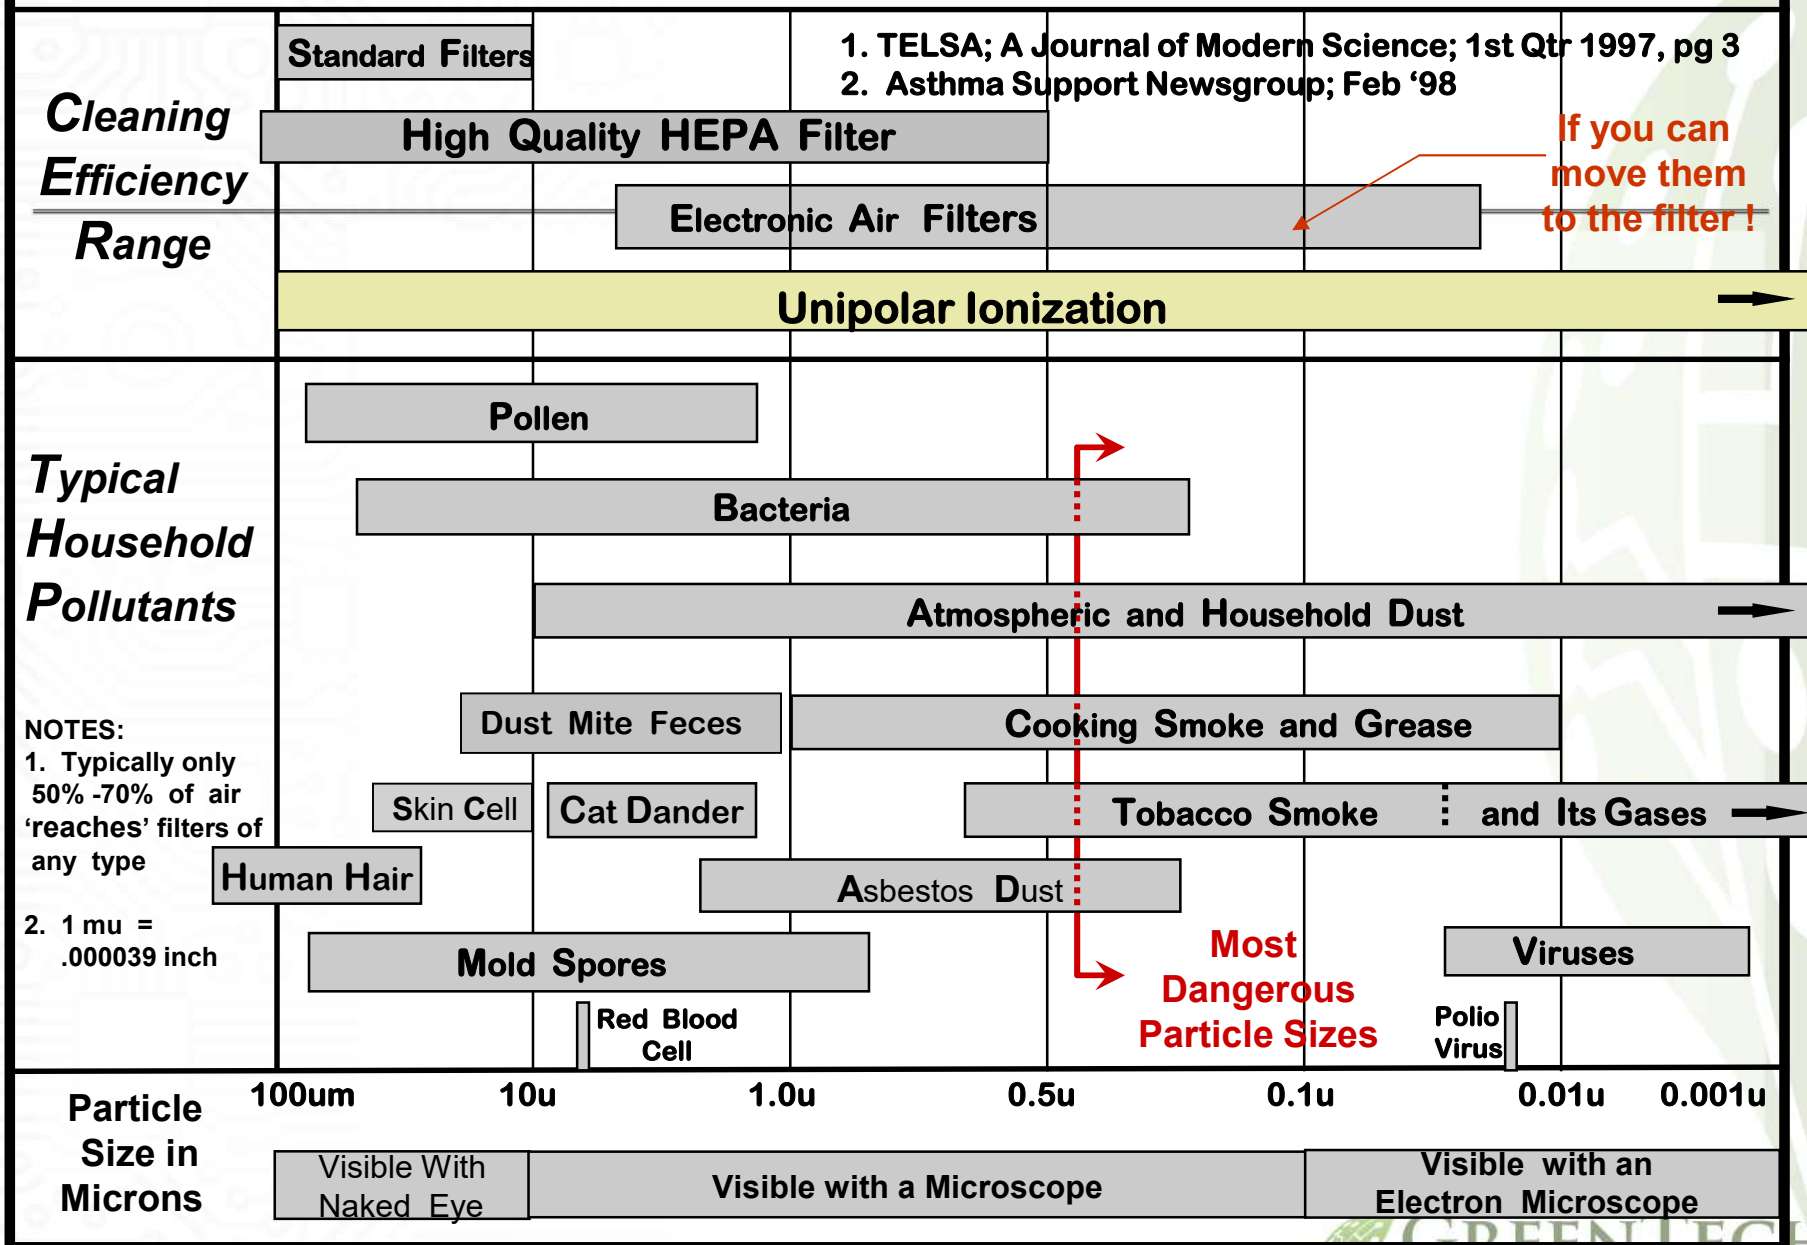 Standard Filters
1. TELSA; A Journal of Modern Science; 1st Qtr 1997, pg 3
2. Asthma Support Newsgroup; Feb ‘98
Cleaning
Efficiency
Range
High Quality HEPA Filter
If you can
move them
to the filter !
Electronic Air Filters
Unipolar Ionization
Typical
Household
Pollutants
Pollen
Bacteria
Atmospheric and Household Dust
Dust Mite Feces
Cooking Smoke and Grease
NOTES:
1. Typically only
50% -70% of air
‘reaches’ filters of
any type
2. 1 mu =
.000039 inch
Skin Cell
Cat Dander
Tobacco Smoke and Its Gases
Human Hair
Asbestos Dust
Mold Spores
Most
Dangerous
Particle Sizes
Viruses
Red Blood
Cell
Polio
Virus
Particle
Size in
Microns
100um 10u 1.0u 0.5u 0.1u 0.01u 0.001u
Visible With
Naked Eye
Visible with a Microscope
Visible with an
Electron Microscope
GREENTECH